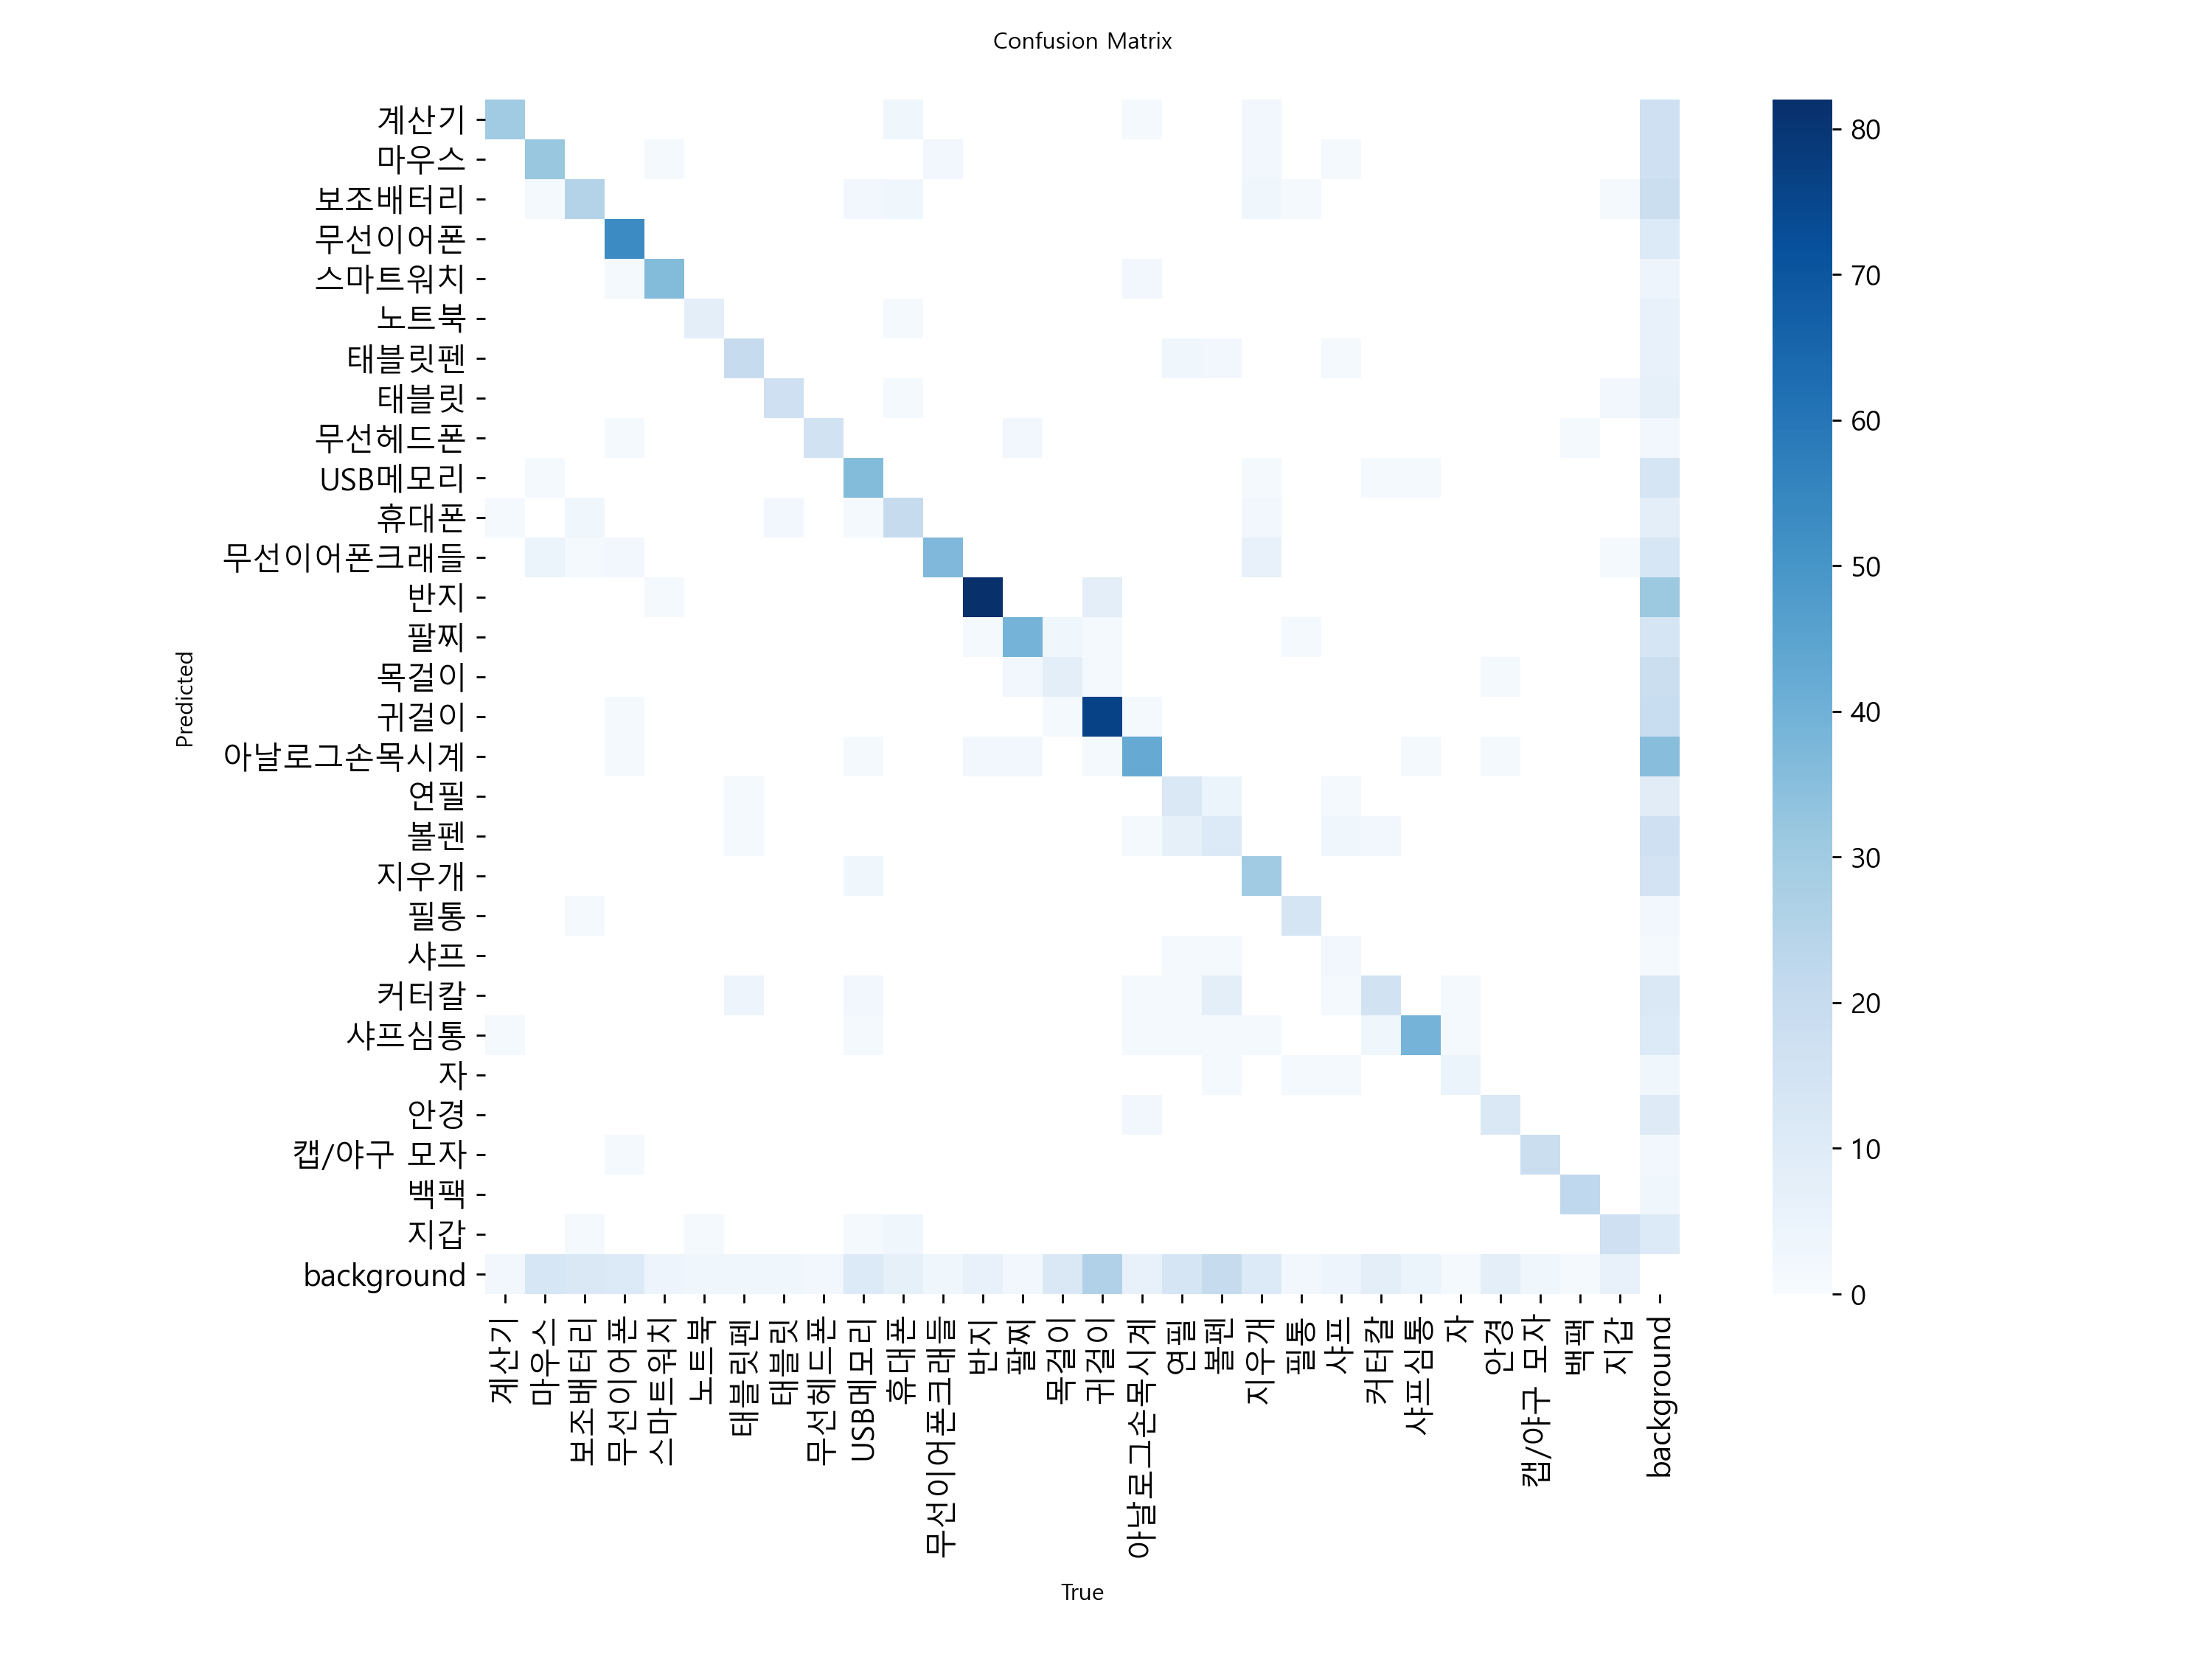 Confusion Matrix
계산기
마우스
보조배터리
무선이어폰
스마트워치
노트북
태블릿펜
태블릿
무선헤드폰
USB메모리
휴대폰
무선이어폰크래들
반지
팔찌
목걸이
귀걸이
아날로그손목시계
연필
볼펜
지우개
필통
샤프
커터칼
샤프심통
자
안경
캡/야구 모자
백팩
지갑
background
Predicted
계산기
마우스
보조배터리
무선이어폰
스마트워치
노트북
태블릿펜
태블릿
무선헤드폰
USB메모리
휴대폰
무선이어폰크래들
반지
팔찌
목걸이
귀걸이
아날로그손목시계
연필
볼펜
지우개
필통
샤프
커터칼
샤프심통
자
안경
캡/야구 모자
백팩
지갑
background
True
80
70
60
50
40
30
20
10
0